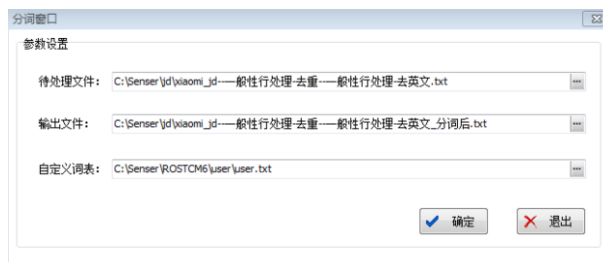 分词窗口
参数设置
待处理文件: C:\Senser\jd\xiaomi_jd----一般性行处理-去重----一般性行处理-去英文.txt ...
输出文件: C:\Senser\jd\xiaomi_jd----一般性行处理-去重----一般性行处理-去英文_分词后.txt ...
自定义词表: C:\Senser\ROSTCM6\user\user.txt ...
确定 退出